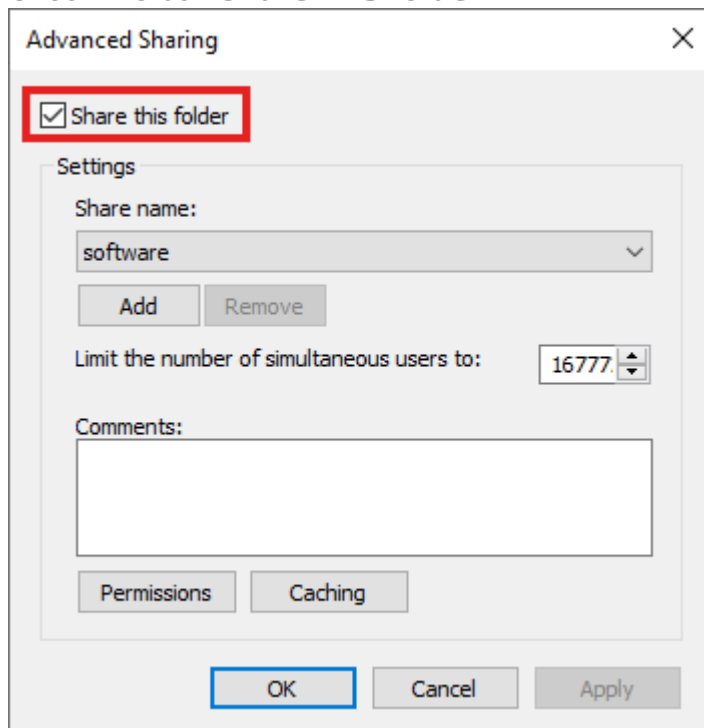 Advanced Sharing
Share this folder
Settings
Share name:
software
Add Remove
Limit the number of simultaneous users to: 16777
Comments:
Permissions Caching
OK Cancel Apply